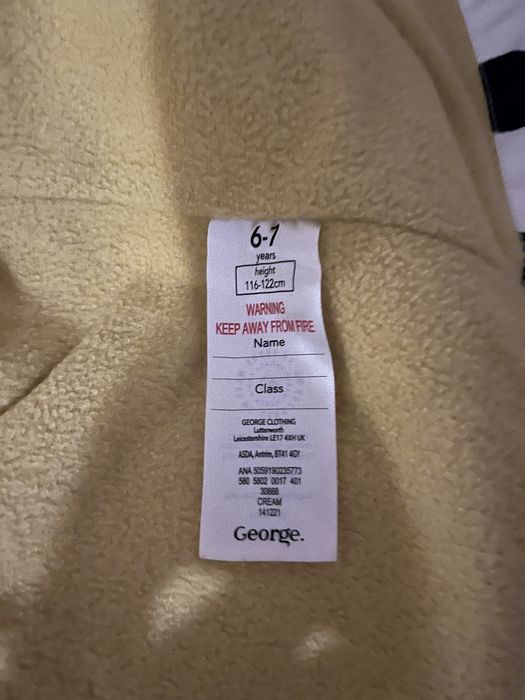 6-7
years
height
116-122cm
WARNING
KEEP AWAY FROM FIRE
Name
Class
GEORGE CLOTHING
Lutterworth
Leicestershire LE17 4XH UK
ASDA, Antrim, BT41 4GY
ANA 5059190235773
580 5802 0017 401
30888
CREAM
141221
George.